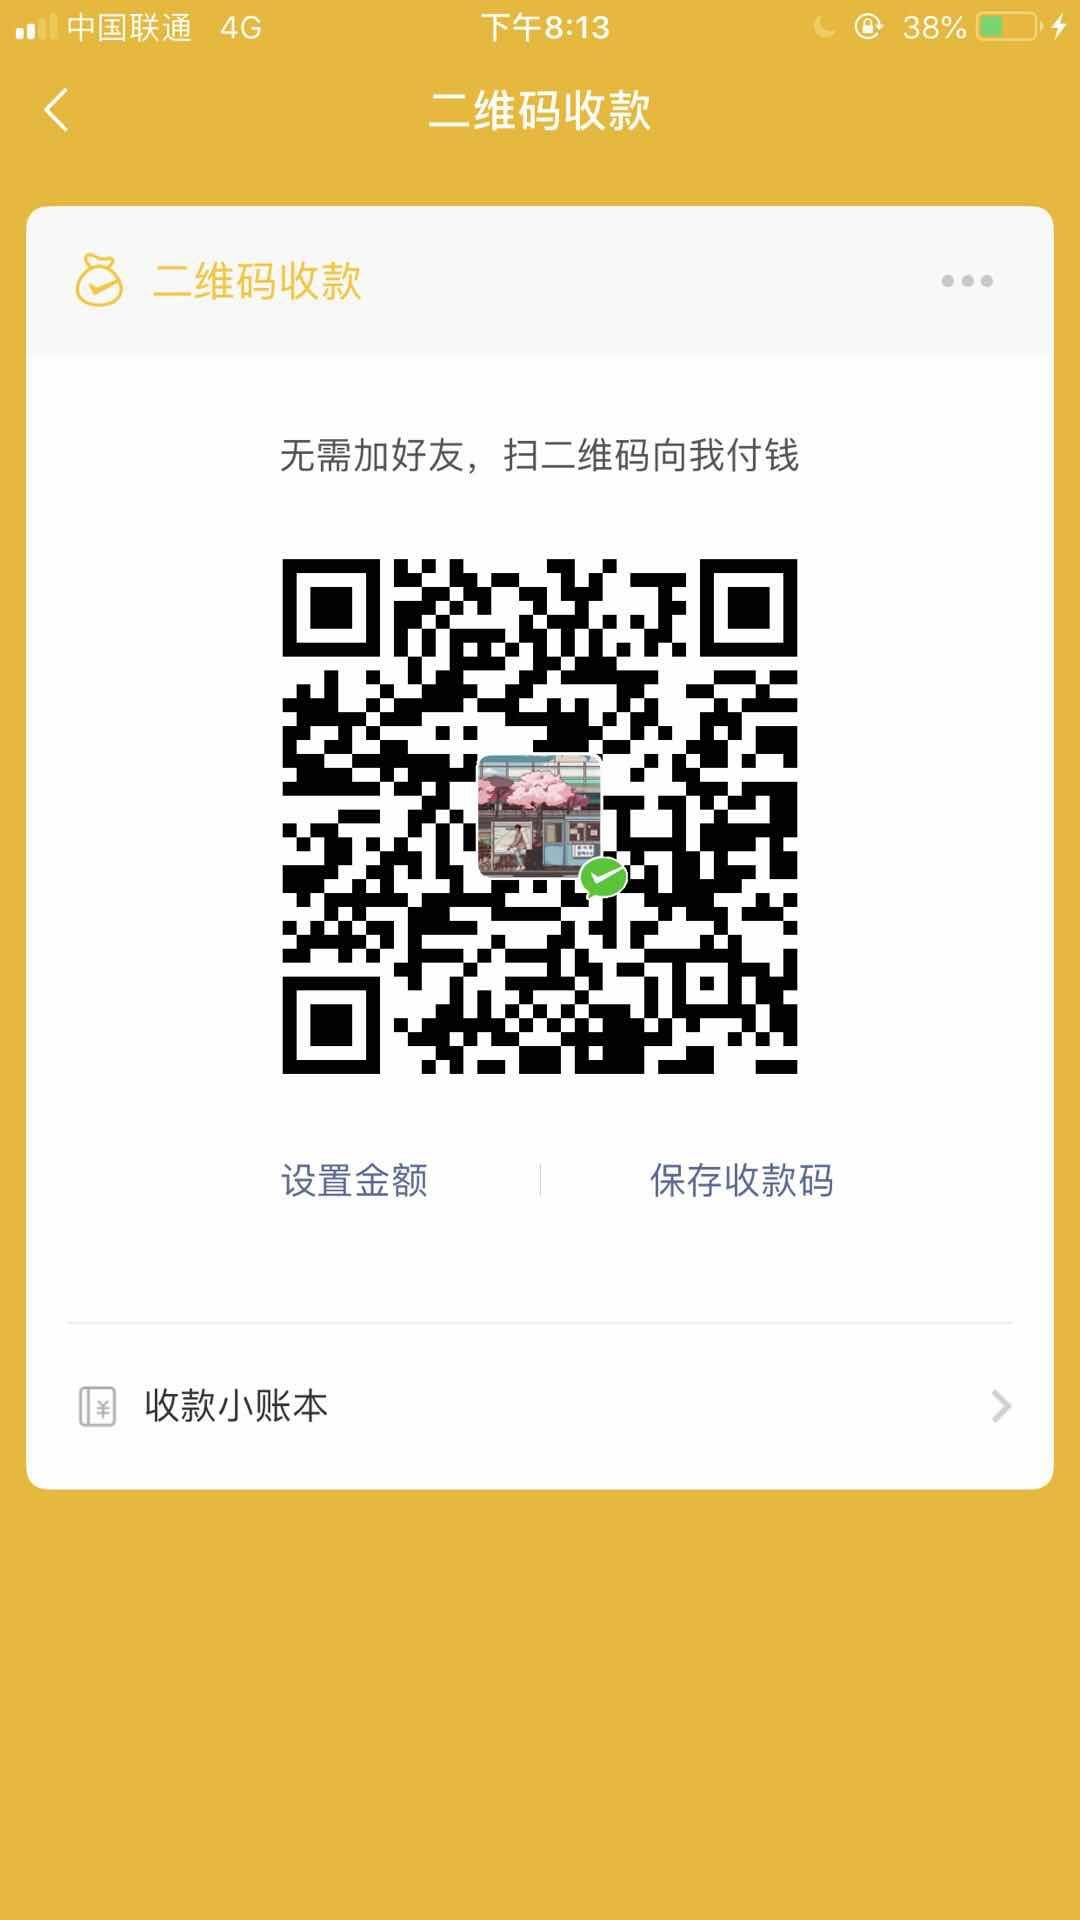 中国联通 4G 下午8:13 38%
二维码收款
二维码收款
无需加好友，扫二维码向我付钱
设置金额 保存收款码
收款小账本